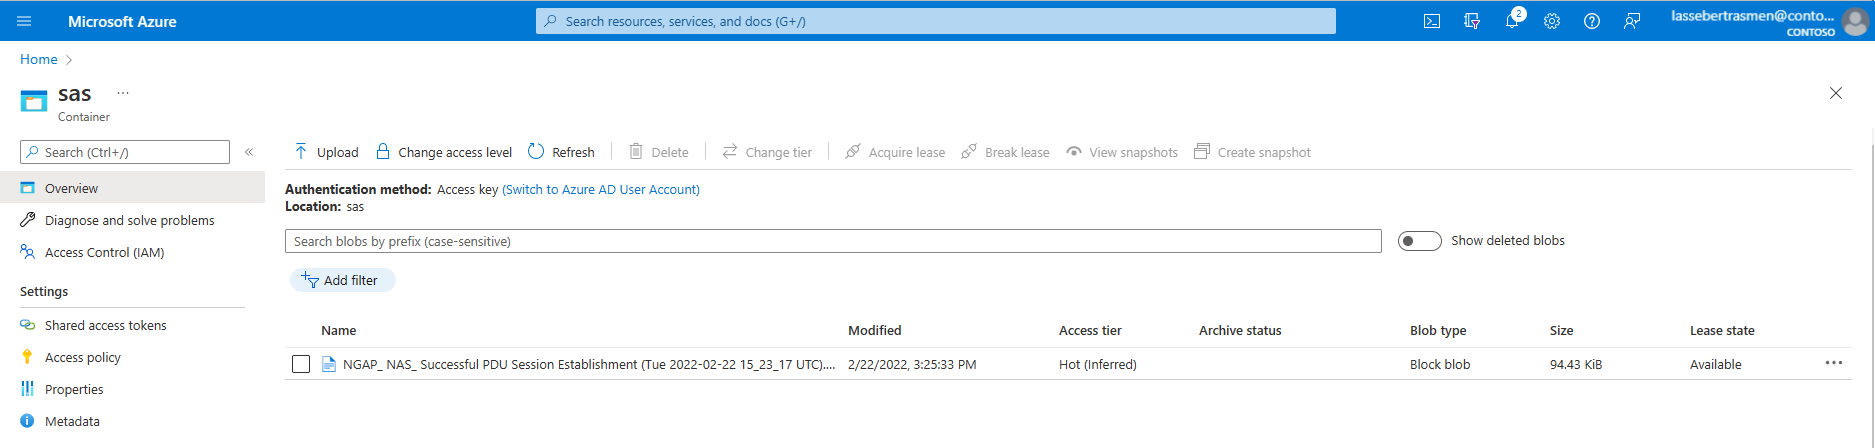 Microsoft Azure
Search resources, services, and docs (G+/)
2
lassebertrasmen@conto...
CONTOSO
Home
sas
...
Container
Search (Ctrl+/)
Upload
Change access level
Refresh
Delete
Change tier
Acquire lease
Break lease
View snapshots
Create snapshot
Overview
Diagnose and solve problems
Access Control (IAM)
Settings
Shared access tokens
Access policy
Properties
Metadata
Authentication method: Access key (Switch to Azure AD User Account)
Location: sas
Search blobs by prefix (case-sensitive)
Show deleted blobs
Add filter
Name Modified Access tier Archive status Blob type Size Lease state
NGAP_ NAS_ Successful PDU Session Establishment (Tue 2022-02-22 15_23_17 UTC).... 2/22/2022, 3:25:33 PM Hot (Inferred) Block blob 94.43 KiB Available ...